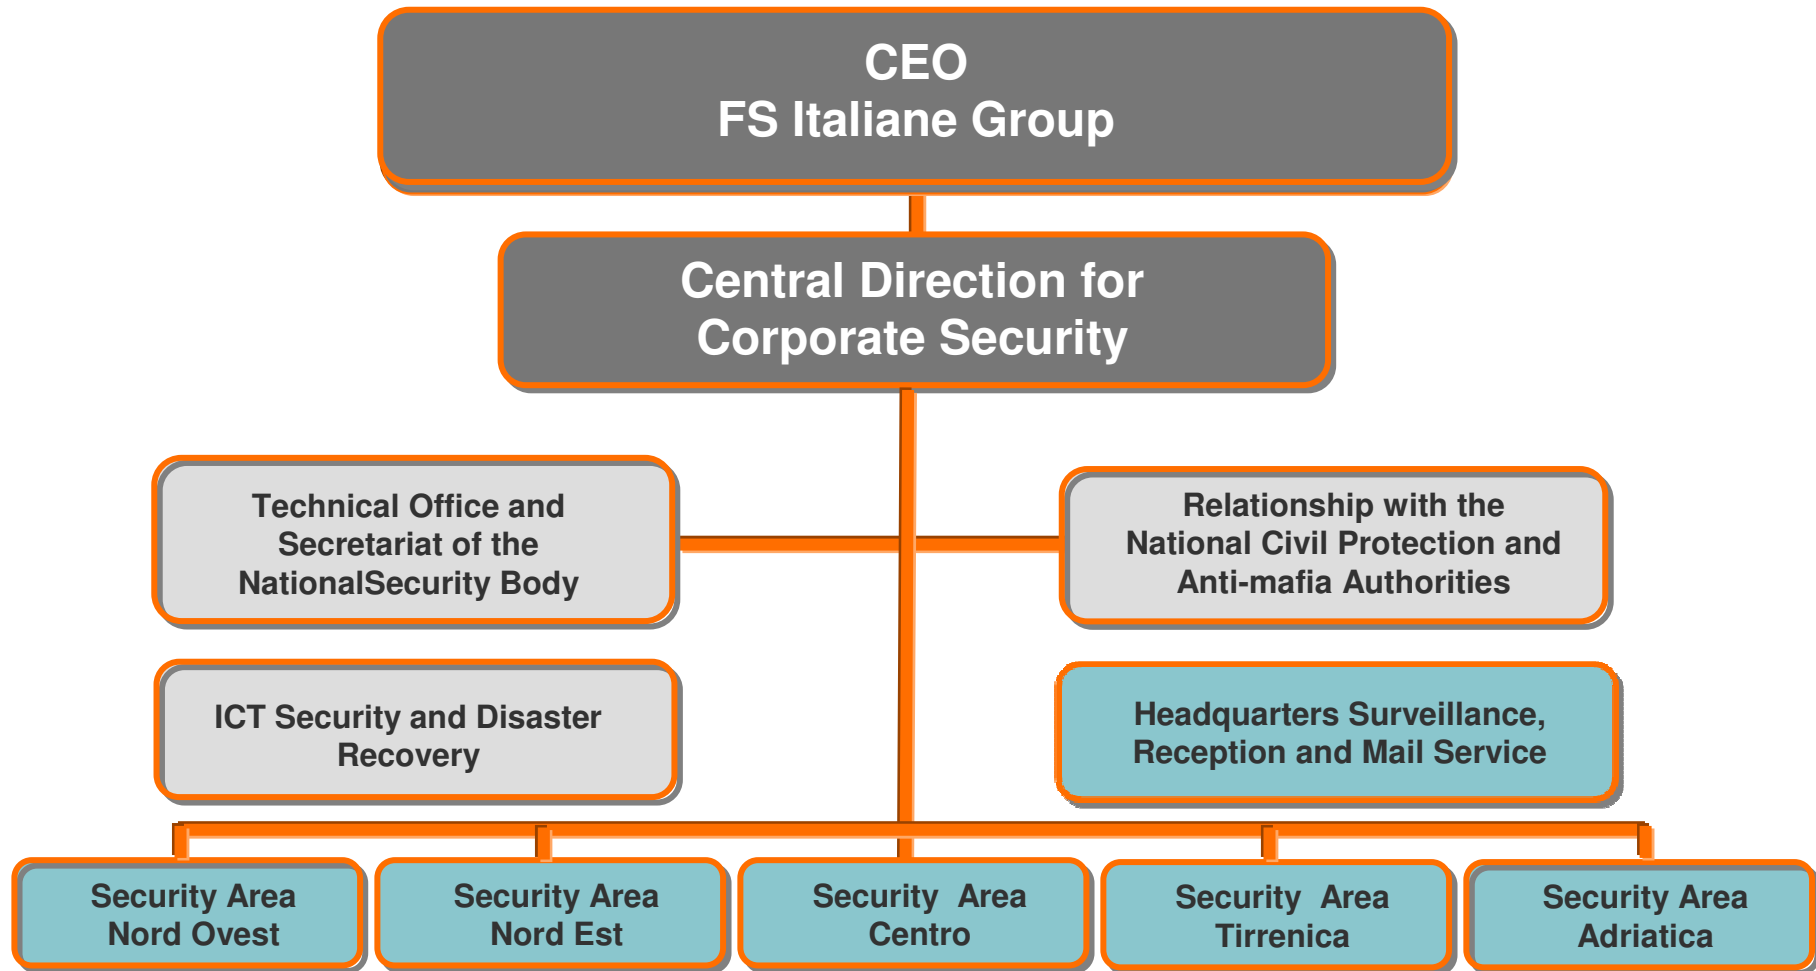 CEO
FS Italiane Group
Central Direction for
Corporate Security
Technical Office and
Secretariat of the
NationalSecurity Body
Relationship with the
National Civil Protection and
Anti-mafia Authorities
ICT Security and Disaster
Recovery
Headquarters Surveillance,
Reception and Mail Service
Security Area
Nord Ovest
Security Area
Nord Est
Security Area
Centro
Security Area
Tirrenica
Security Area
Adriatica